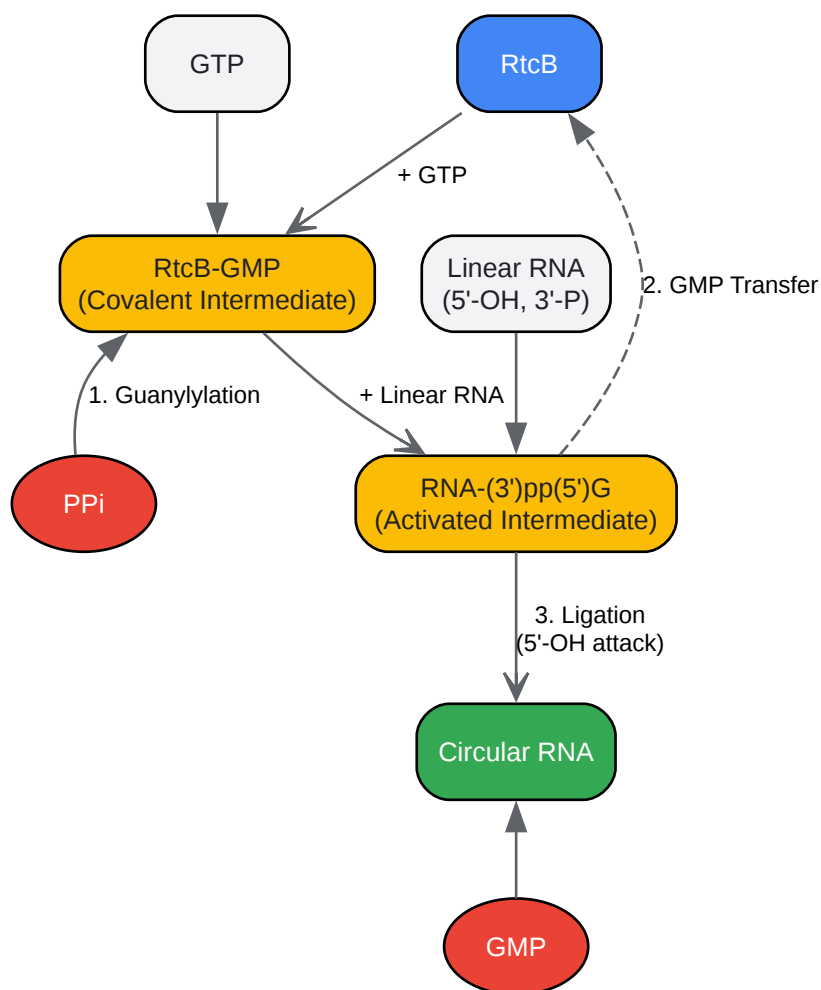 GTP
RtcB
+ GTP
RtcB-GMP
(Covalent Intermediate)
Linear RNA
(5'-OH, 3'-P)
2. GMP Transfer
1. Guanylylation
+ Linear RNA
PPi
RNA-(3')pp(5')G
(Activated Intermediate)
3. Ligation
(5'-OH attack)
Circular RNA
GMP